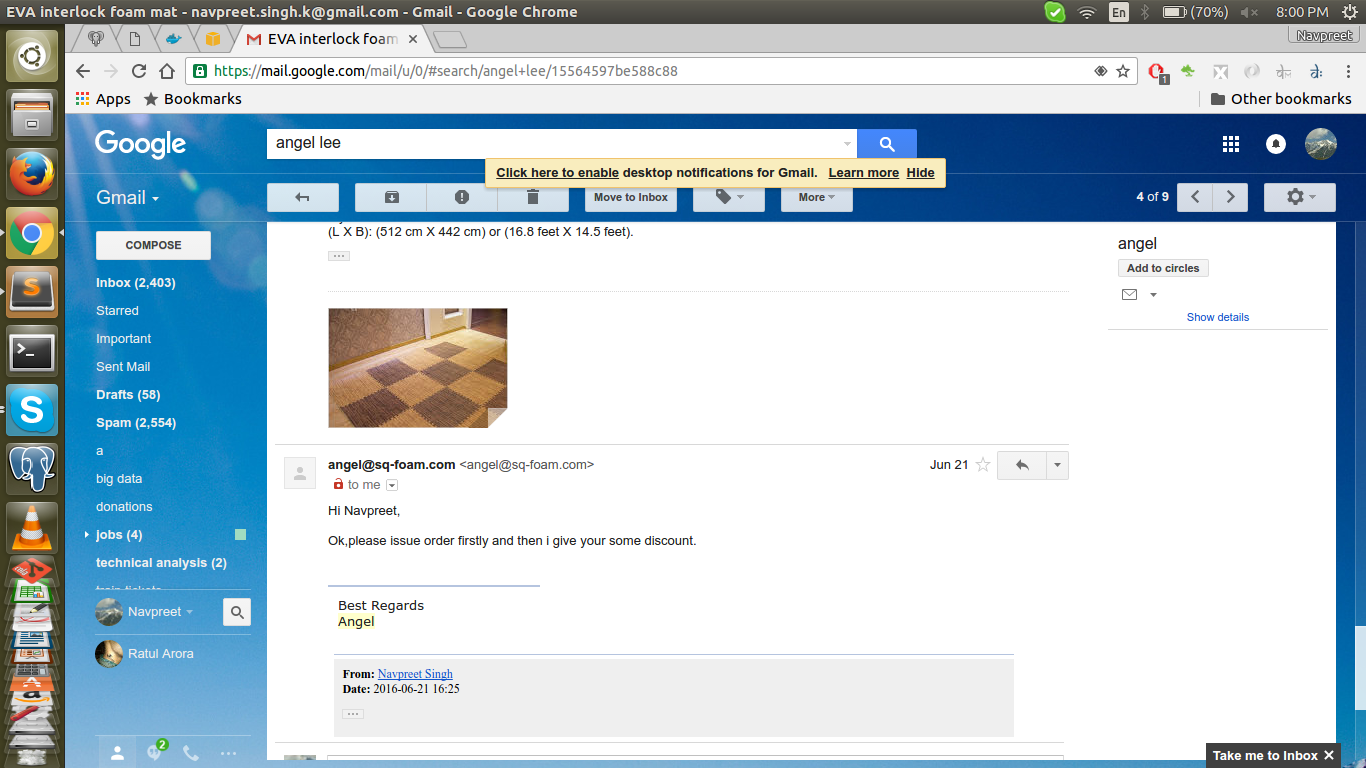 EVA interlock foam mat - navpreet.singh.k@gmail.com - Gmail - Google Chrome
En
(70%)
8:00 PM
EVA interlock foam
Navpreet
https://mail.google.com/mail/u/0/#search/angel+lee/15564597be588c88
1
Apps
Bookmarks
Other bookmarks
Google
angel lee
Click here to enable desktop notifications for Gmail. Learn more Hide
Gmail
Move to Inbox
More
4 of 9
COMPOSE
Inbox (2,403)
Starred
Important
Sent Mail
Drafts (58)
Spam (2,554)
a
big data
donations
jobs (4)
technical analysis (2)
train tickets
Navpreet
Ratul Arora
2
(L X B): (512 cm X 442 cm) or (16.8 feet X 14.5 feet).
angel@sq-foam.com <angel@sq-foam.com>
Jun 21
to me
Hi Navpreet,
Ok,please issue order firstly and then i give your some discount.
Best Regards
Angel
From: Navpreet Singh
Date: 2016-06-21 16:25
angel
Add to circles
Show details
Take me to Inbox